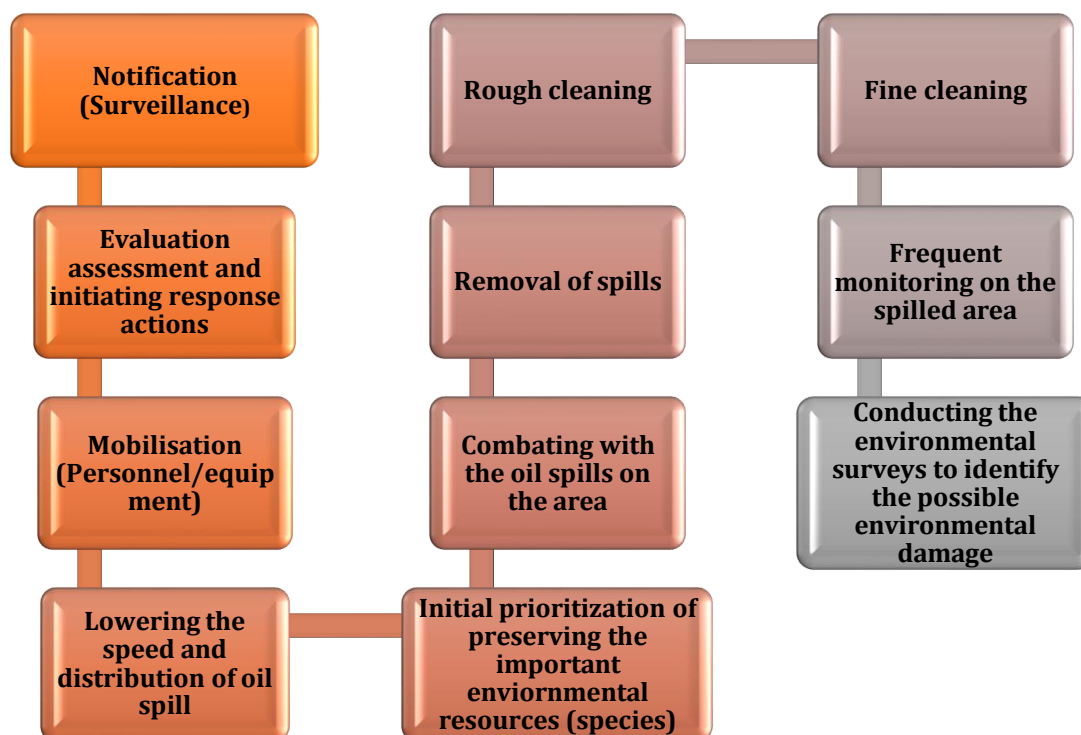 Notification
(Surveillance)
Evaluation
assessment and
initiating response
actions
Mobilisation
(Personnel/equip
ment)
Lowering the
speed and
distribution of oil
spill
Initial prioritization of
preserving the
important
enviornmental
resources (species)
Combating with
the oil spills on
the area
Removal of spills
Rough cleaning
Fine cleaning
Frequent
monitoring on the
spilled area
Conducting the
environmental
surveys to identify
the possible
environmental
damage